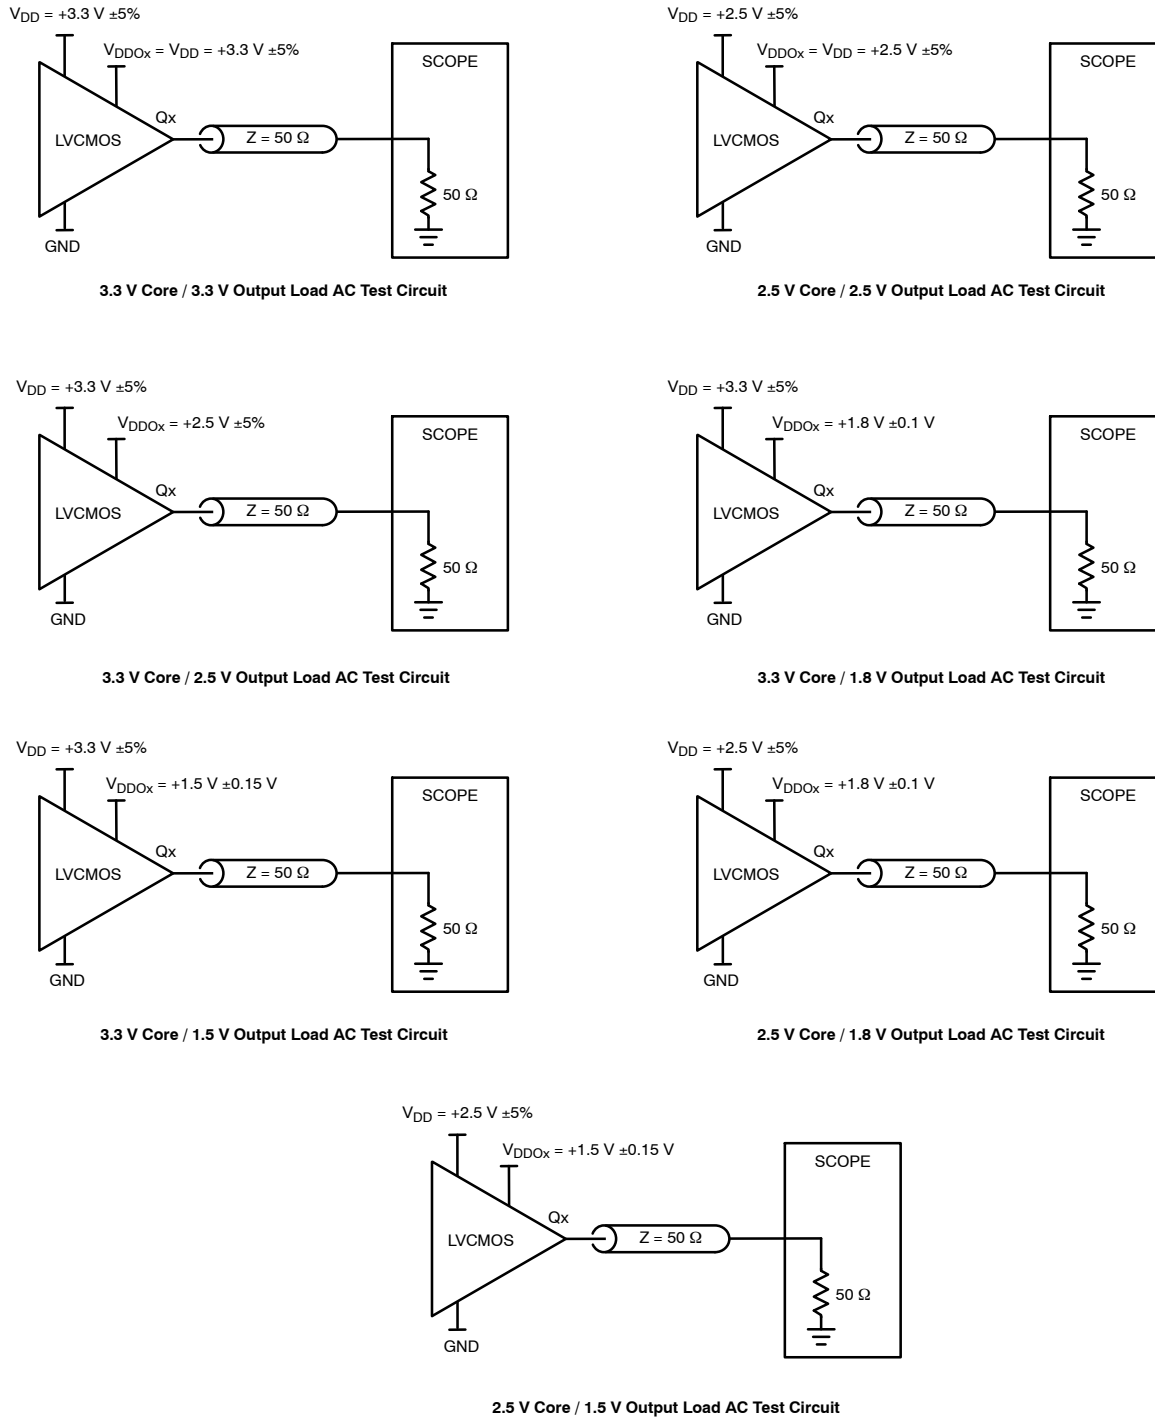 VDD = +3.3 V ±5%
VDDOx = VDD = +3.3 V ±5%
SCOPE
Qx
LVCMOS
Z = 50 Ω
50 Ω
GND
3.3 V Core / 3.3 V Output Load AC Test Circuit
VDD = +2.5 V ±5%
VDDOx = VDD = +2.5 V ±5%
SCOPE
Qx
LVCMOS
Z = 50 Ω
50 Ω
GND
2.5 V Core / 2.5 V Output Load AC Test Circuit
VDD = +3.3 V ±5%
VDDOx = +2.5 V ±5%
SCOPE
Qx
LVCMOS
Z = 50 Ω
50 Ω
GND
3.3 V Core / 2.5 V Output Load AC Test Circuit
VDD = +3.3 V ±5%
VDDOx = +1.8 V ±0.1 V
SCOPE
Qx
LVCMOS
Z = 50 Ω
50 Ω
GND
3.3 V Core / 1.8 V Output Load AC Test Circuit
VDD = +3.3 V ±5%
VDDOx = +1.5 V ±0.15 V
SCOPE
Qx
LVCMOS
Z = 50 Ω
50 Ω
GND
3.3 V Core / 1.5 V Output Load AC Test Circuit
VDD = +2.5 V ±5%
VDDOx = +1.8 V ±0.1 V
SCOPE
Qx
LVCMOS
Z = 50 Ω
50 Ω
GND
2.5 V Core / 1.8 V Output Load AC Test Circuit
VDD = +2.5 V ±5%
VDDOx = +1.5 V ±0.15 V
SCOPE
Qx
LVCMOS
Z = 50 Ω
50 Ω
GND
2.5 V Core / 1.5 V Output Load AC Test Circuit